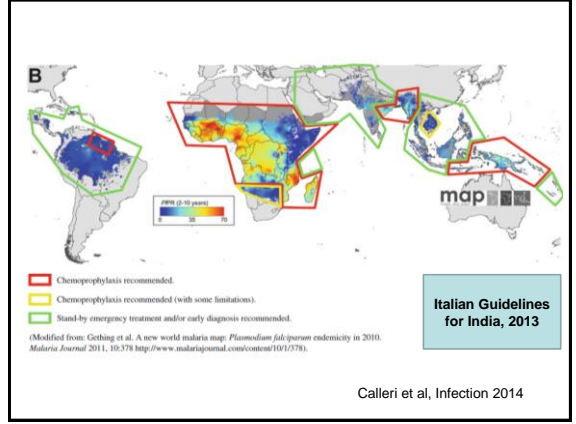 B
PfPR (2-10 years)
0 35 70
map
Chemoprophylaxis recommended.
Chemoprophylaxis recommended (with some limitations).
Stand-by emergency treatment and/or early diagnosis recommended.
(Modified from: Gething et al. A new world malaria map: Plasmodium falciparum endemicity in 2010.
Malaria Journal 2011, 10:378 http://www.malariajournal.com/content/10/1/378).
Italian Guidelines
for India, 2013
Calleri et al, Infection 2014